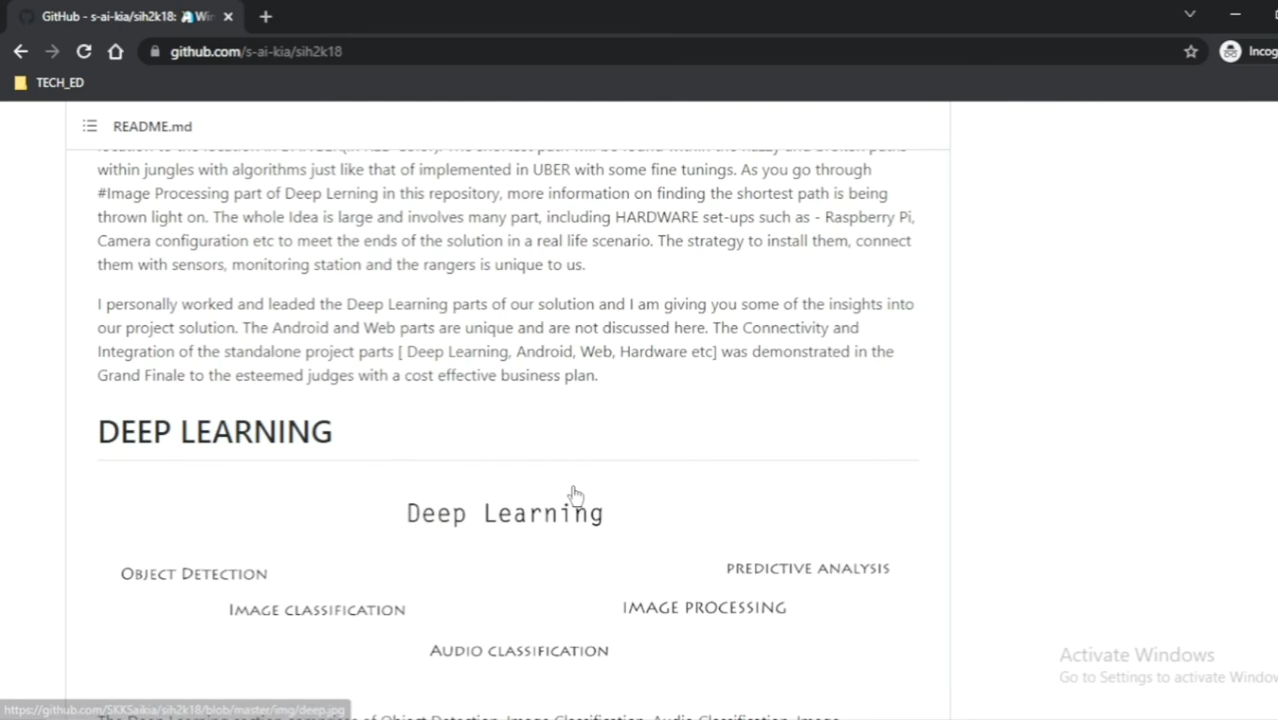 GitHub - s-ai-kia/sih2k18: Wi
github.com/s-ai-kia/sih2k18
Incog
TECH_ED
README.md
within jungles with algorithms just like that of implemented in UBER with some fine tunings. As you go through
#Image Processing part of Deep Lerning in this repository, more information on finding the shortest path is being
thrown light on. The whole Idea is large and involves many part, including HARDWARE set-ups such as - Raspberry Pi,
Camera configuration etc to meet the ends of the solution in a real life scenario. The strategy to install them, connect
them with sensors, monitoring station and the rangers is unique to us.
I personally worked and leaded the Deep Learning parts of our solution and I am giving you some of the insights into
our project solution. The Android and Web parts are unique and are not discussed here. The Connectivity and
Integration of the standalone project parts [ Deep Learning, Android, Web, Hardware etc] was demonstrated in the
Grand Finale to the esteemed judges with a cost effective business plan.
DEEP LEARNING
Deep Learning
OBJECT DETECTION
PREDICTIVE ANALYSIS
IMAGE CLASSIFICATION
IMAGE PROCESSING
AUDIO CLASSIFICATION
Activate Windows
Go to Settings to activate Window
https://github.com/SKKSaikia/sih2k18/blob/master/img/deep.jpg